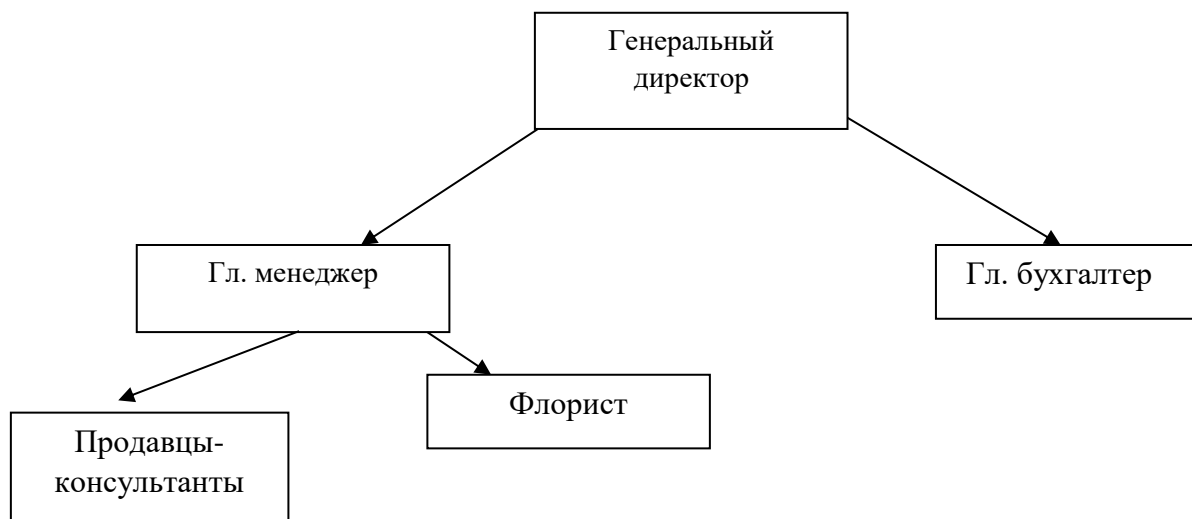 Генеральный
директор
Гл. менеджер
Гл. бухгалтер
Флорист
Продавцы-
консультанты